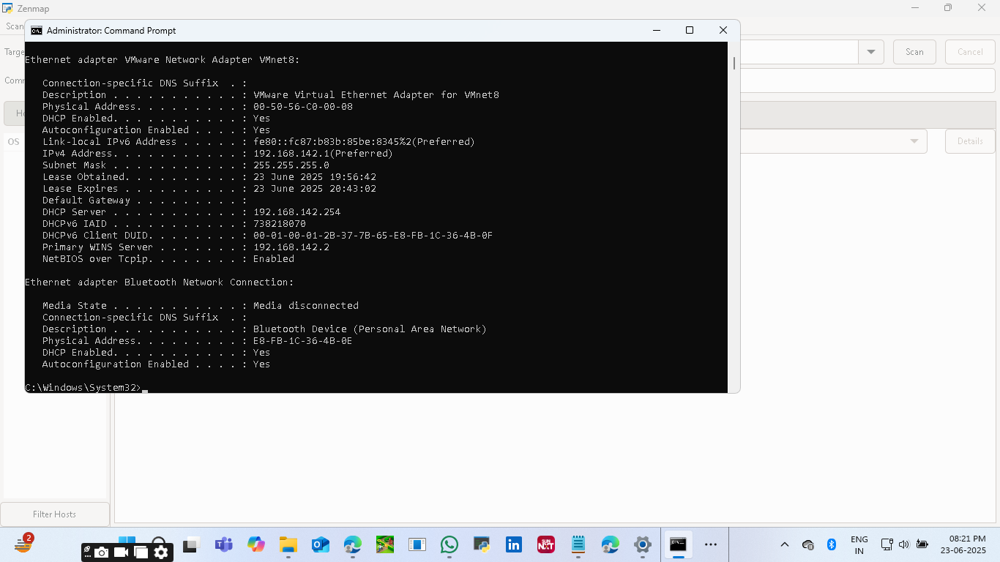 Zenmap
Scan
Administrator: Command Prompt
Targe
Scan
Cancel
Comm
Ho
OS
Details
Ethernet adapter VMware Network Adapter VMnet8:
Connection-specific DNS Suffix  . :
Description . . . . . . . . . . . : VMware Virtual Ethernet Adapter for VMnet8
Physical Address. . . . . . . . . : 00-50-56-C0-00-08
DHCP Enabled. . . . . . . . . . . : Yes
Autoconfiguration Enabled . . . . : Yes
Link-local IPv6 Address . . . . . : fe80::fc87:b83b:85be:8345%2(Preferred)
IPv4 Address. . . . . . . . . . . : 192.168.142.1(Preferred)
Subnet Mask . . . . . . . . . . . : 255.255.255.0
Lease Obtained. . . . . . . . . . : 23 June 2025 19:56:42
Lease Expires . . . . . . . . . . : 23 June 2025 20:43:02
Default Gateway . . . . . . . . . :
DHCP Server . . . . . . . . . . . : 192.168.142.254
DHCPv6 IAID . . . . . . . . . . . : 738218070
DHCPv6 Client DUID. . . . . . . . : 00-01-00-01-2B-37-7B-65-E8-FB-1C-36-4B-0F
Primary WINS Server . . . . . . . : 192.168.142.2
NetBIOS over Tcpip. . . . . . . . : Enabled
Ethernet adapter Bluetooth Network Connection:
Media State . . . . . . . . . . . : Media disconnected
Connection-specific DNS Suffix  . :
Description . . . . . . . . . . . : Bluetooth Device (Personal Area Network)
Physical Address. . . . . . . . . : E8-FB-1C-36-4B-0E
DHCP Enabled. . . . . . . . . . . : Yes
Autoconfiguration Enabled . . . . : Yes
C:\Windows\System32>
Filter Hosts
2
SUN
NXT
ENG
IN
08:21 PM
23-06-2025